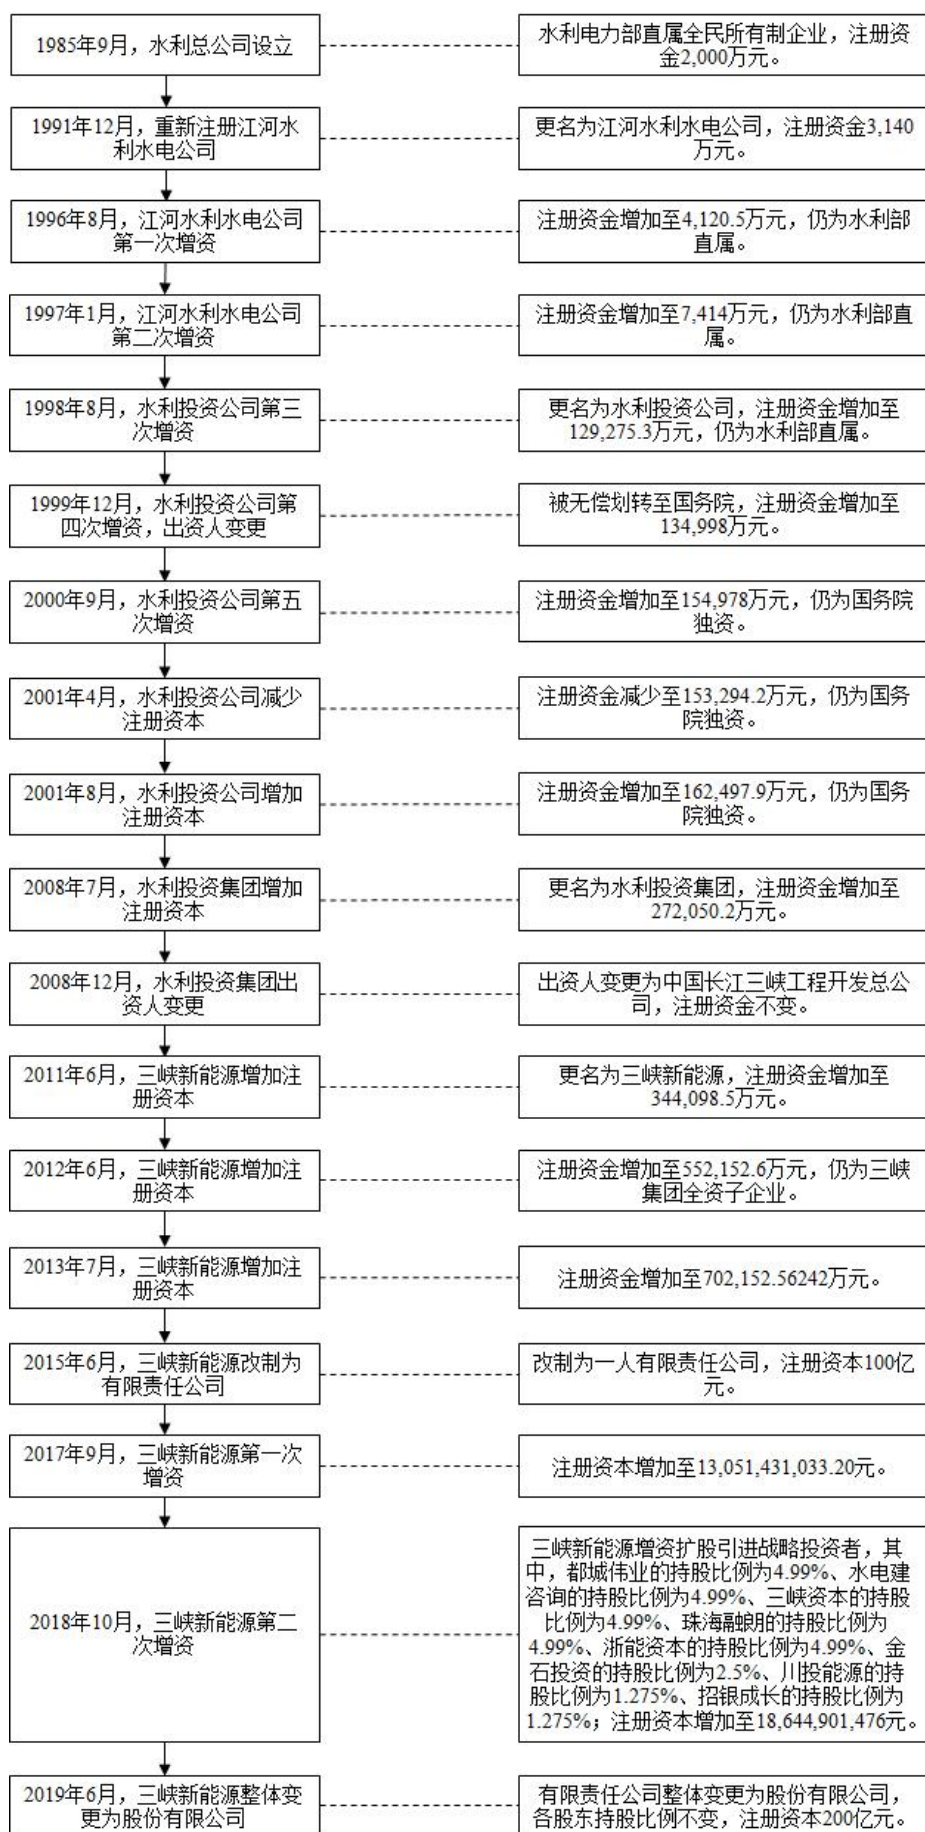 1985年9月，水利总公司设立
水利电力部直属全民所有制企业，注册资
金2,000万元。
1991年12月，重新注册江河水
利水电公司
更名为江河水利水电公司，注册资金3,140
万元。
1996年8月，江河水利水电公司
第一次增资
注册资金增加至4,120.5万元，仍为水利部
直属。
1997年1月，江河水利水电公司
第二次增资
注册资金增加至7,414万元，仍为水利部直
属。
1998年8月，水利投资公司第三
次增资
更名为水利投资公司，注册资金增加至
129,275.3万元，仍为水利部直属。
1999年12月，水利投资公司第
四次增资，出资人变更
被无偿划转至国务院，注册资金增加至
134,998万元。
2000年9月，水利投资公司第五
次增资
注册资金增加至154,978万元，仍为国务院
独资。
2001年4月，水利投资公司减少
注册资本
注册资金减少至153,294.2万元，仍为国务
院独资。
2001年8月，水利投资公司增加
注册资本
注册资金增加至162,497.9万元，仍为国务
院独资。
2008年7月，水利投资集团增加
注册资本
更名为水利投资集团，注册资金增加至
272,050.2万元。
2008年12月，水利投资集团出
资人变更
出资人变更为中国长江三峡工程开发总公
司，注册资金不变。
2011年6月，三峡新能源增加注
册资本
更名为三峡新能源，注册资金增加至
344,098.5万元。
2012年6月，三峡新能源增加注
册资本
注册资金增加至552,152.6万元，仍为三峡
集团全资子企业。
2013年7月，三峡新能源增加注
册资本
注册资金增加至702,152.56242万元。
2015年6月，三峡新能源改制为
有限责任公司
改制为一人有限责任公司，注册资本100亿
元。
2017年9月，三峡新能源第一次
增资
注册资本增加至13,051,431,033.20元。
2018年10月，三峡新能源第二
次增资
三峡新能源增资扩股引进战略投资者，其
中，都城伟业的持股比例为4.99%、水电建
咨询的持股比例为4.99%、三峡资本的持股
比例为4.99%、珠海融朗的持股比例为
4.99%、浙能资本的持股比例为4.99%、金
石投资的持股比例为2.5%、川投能源的持
股比例为1.275%、招银成长的持股比例为
1.275%；注册资本增加至18,644,901,476元。
2019年6月，三峡新能源整体变
更为股份有限公司
有限责任公司整体变更为股份有限公司，
各股东持股比例不变，注册资本200亿元。